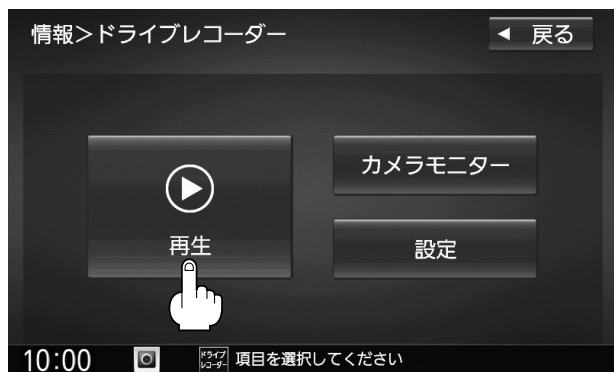 情報>ドライブレコーダー
◀ 戻る
カメラモニター
再生
設定
10:00
ドライブ
レコーダー
項目を選択してください